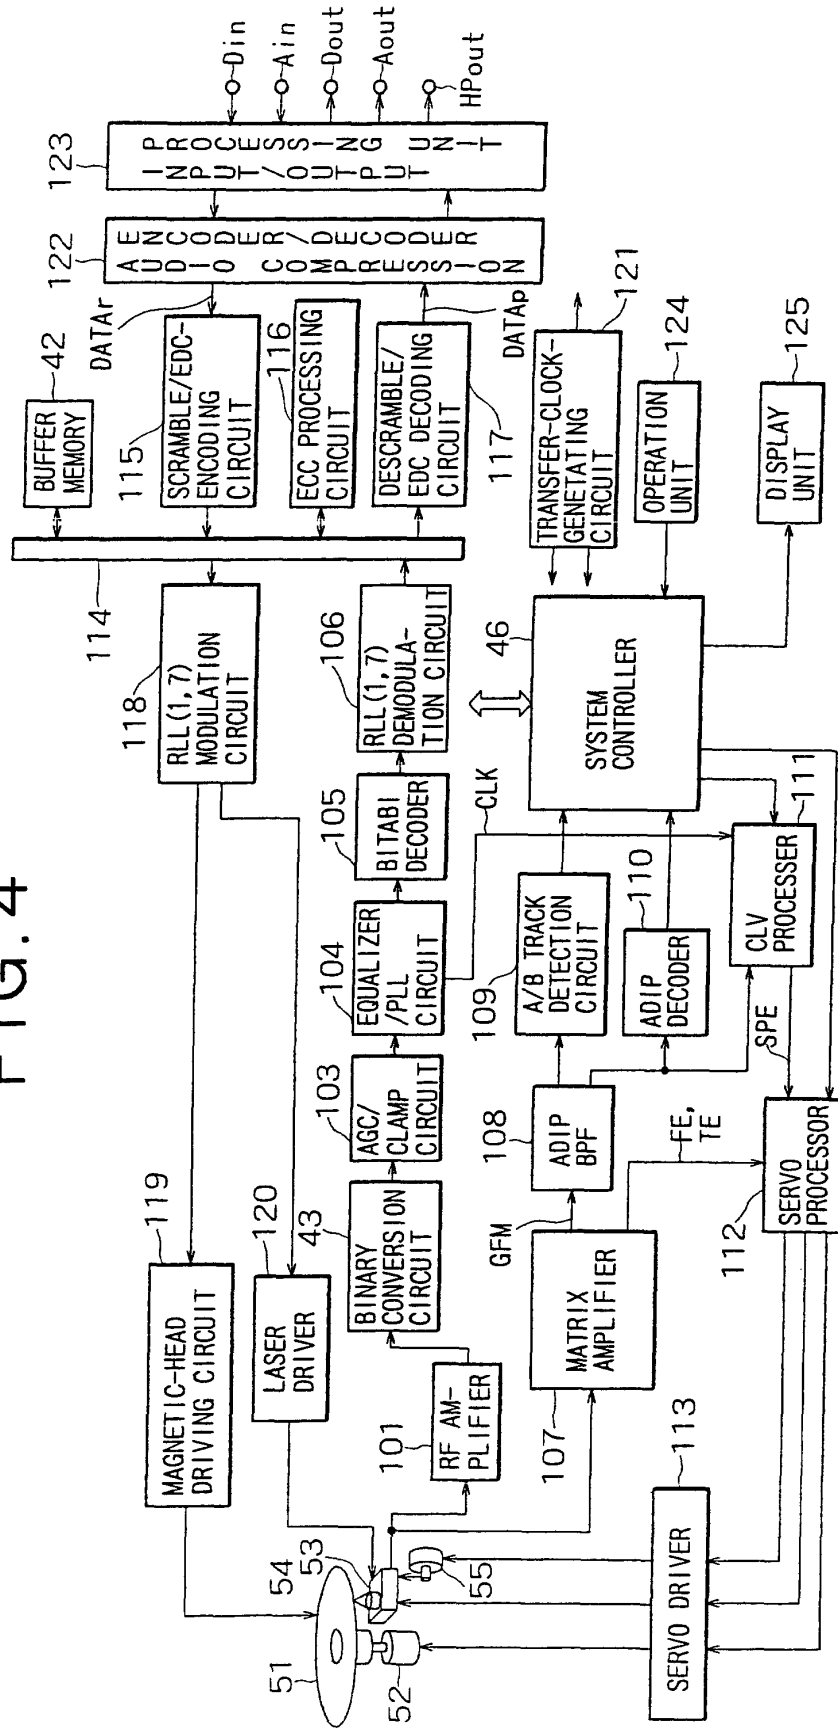 FIG. 4
51
52
53
54
55
MAGNETIC-HEAD
DRIVING CIRCUIT
119
LASER
DRIVER
120
RF AM-
PLIFIER
101
BINARY
CONVERSION
CIRCUIT
43
AGC/
CLAMP
CIRCUIT
103
EQUALIZER
/PLL
CIRCUIT
104
BITABI
DECODER
105
RLL(1,7)
DEMODULA-
TION CIRCUIT
106
RLL(1,7)
MODULATION
CIRCUIT
118
114
BUFFER
MEMORY
42
SCRAMBLE/EDC-
ENCODING
CIRCUIT
115
ECC PROCESSING
CIRCUIT
116
DESCRAMBLE/
EDC DECODING
CIRCUIT
117
DATAr
DATAp
AUDIO COMPRESSION
ENCODER/DECODER
122
INPUT/OUTPUT
PROCESSING UNIT
123
Din
Ain
Dout
Aout
HPout
MATRIX
AMPLIFIER
107
GFM
ADIP
BPF
108
A/B TRACK
DETECTION
CIRCUIT
109
ADIP
DECODER
110
CLK
SYSTEM
CONTROLLER
46
TRANSFER-CLOCK-
GENETATING
CIRCUIT
121
OPERATION
UNIT
124
DISPLAY
UNIT
125
CLV
PROCESSER
111
SPE
FE,
TE
SERVO
PROCESSOR
112
SERVO DRIVER
113